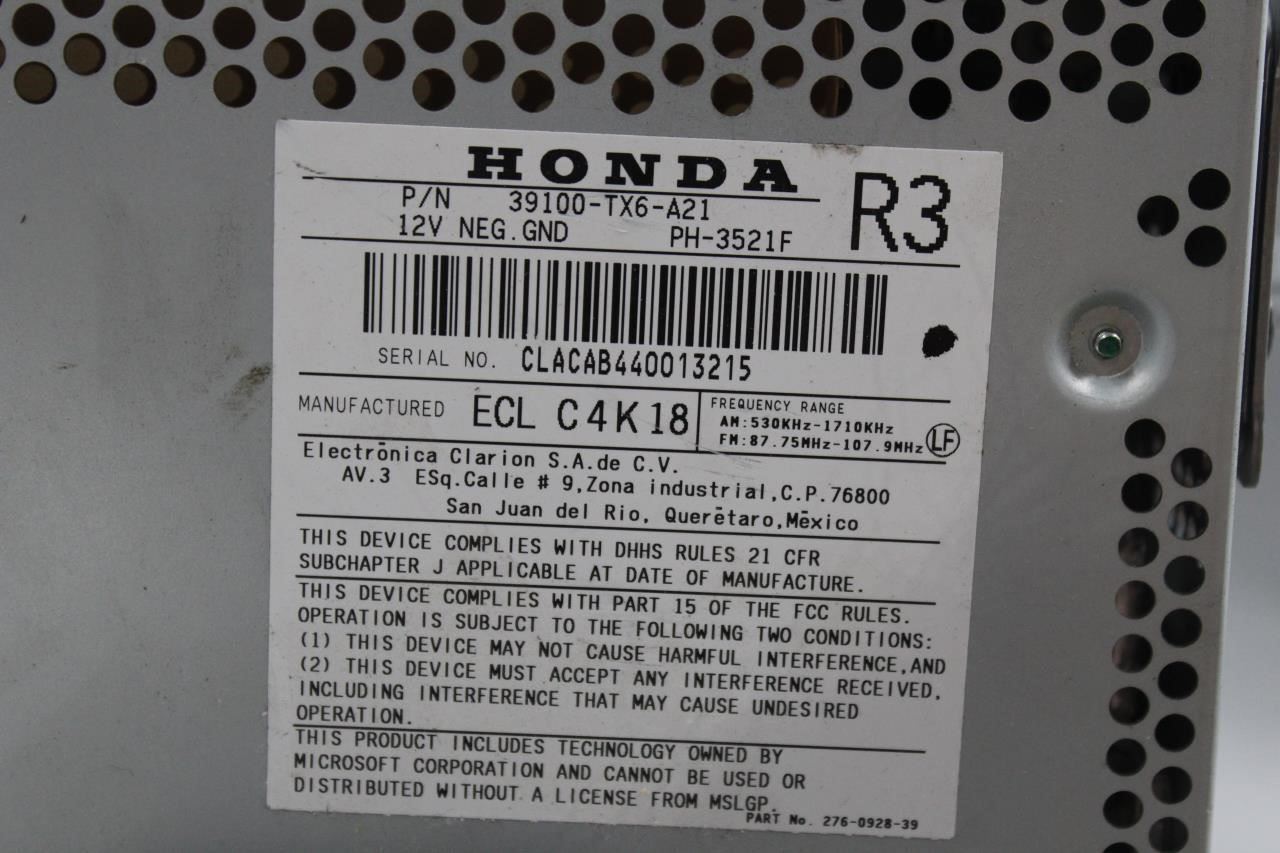 HONDA
R3
P/N 39100-TX6-A21
12V NEG.GND PH-3521F
SERIAL NO. CLACAB440013215
MANUFACTURED ECL C4K18
FREQUENCY RANGE
AM:530KHz-1710KHz
FM:87.75MHz-107.9MHz
LF
Electrōnica Clarion S.A.de C.V.
AV.3 ESq.Calle # 9,Zona industrial,C.P.76800
San Juan del Rio, Querētaro,Mēxico
THIS DEVICE COMPLIES WITH DHHS RULES 21 CFR
SUBCHAPTER J APPLICABLE AT DATE OF MANUFACTURE.
THIS DEVICE COMPLIES WITH PART 15 OF THE FCC RULES.
OPERATION IS SUBJECT TO THE FOLLOWING TWO CONDITIONS:
(1) THIS DEVICE MAY NOT CAUSE HARMFUL INTERFERENCE,AND
(2) THIS DEVICE MUST ACCEPT ANY INTERFERENCE RECEIVED,
INCLUDING INTERFERENCE THAT MAY CAUSE UNDESIRED
OPERATION.
THIS PRODUCT INCLUDES TECHNOLOGY OWNED BY
MICROSOFT CORPORATION AND CANNOT BE USED OR
DISTRIBUTED WITHOUT A LICENSE FROM MSLGP.
PART No. 276-0928-39